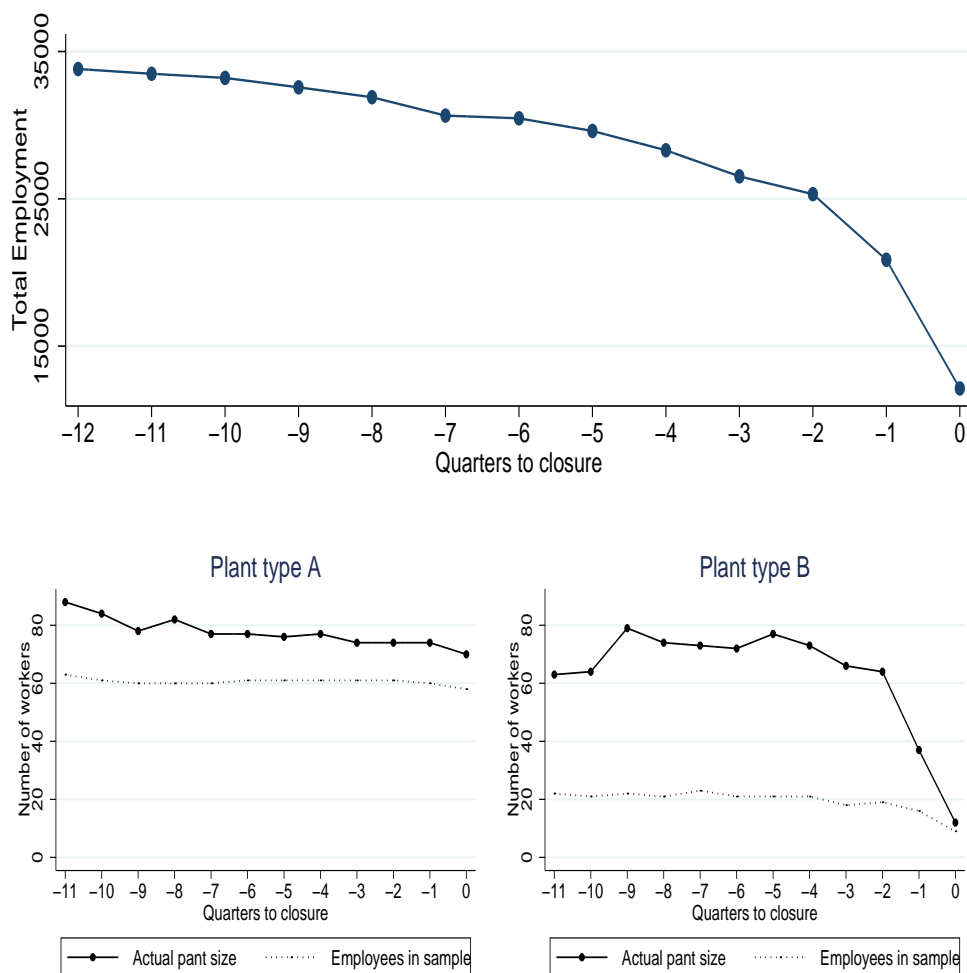 Total Employment
35000
25000
15000
−12 −11 −10 −9 −8 −7 −6 −5 −4 −3 −2 −1 0
Quarters to closure
Plant type A
Number of workers
80
60
40
20
0
−11 −10 −9 −8 −7 −6 −5 −4 −3 −2 −1 0
Quarters to closure
Actual pant size Employees in sample
Plant type B
Number of workers
80
60
40
20
0
−11 −10 −9 −8 −7 −6 −5 −4 −3 −2 −1 0
Quarters to closure
Actual pant size Employees in sample